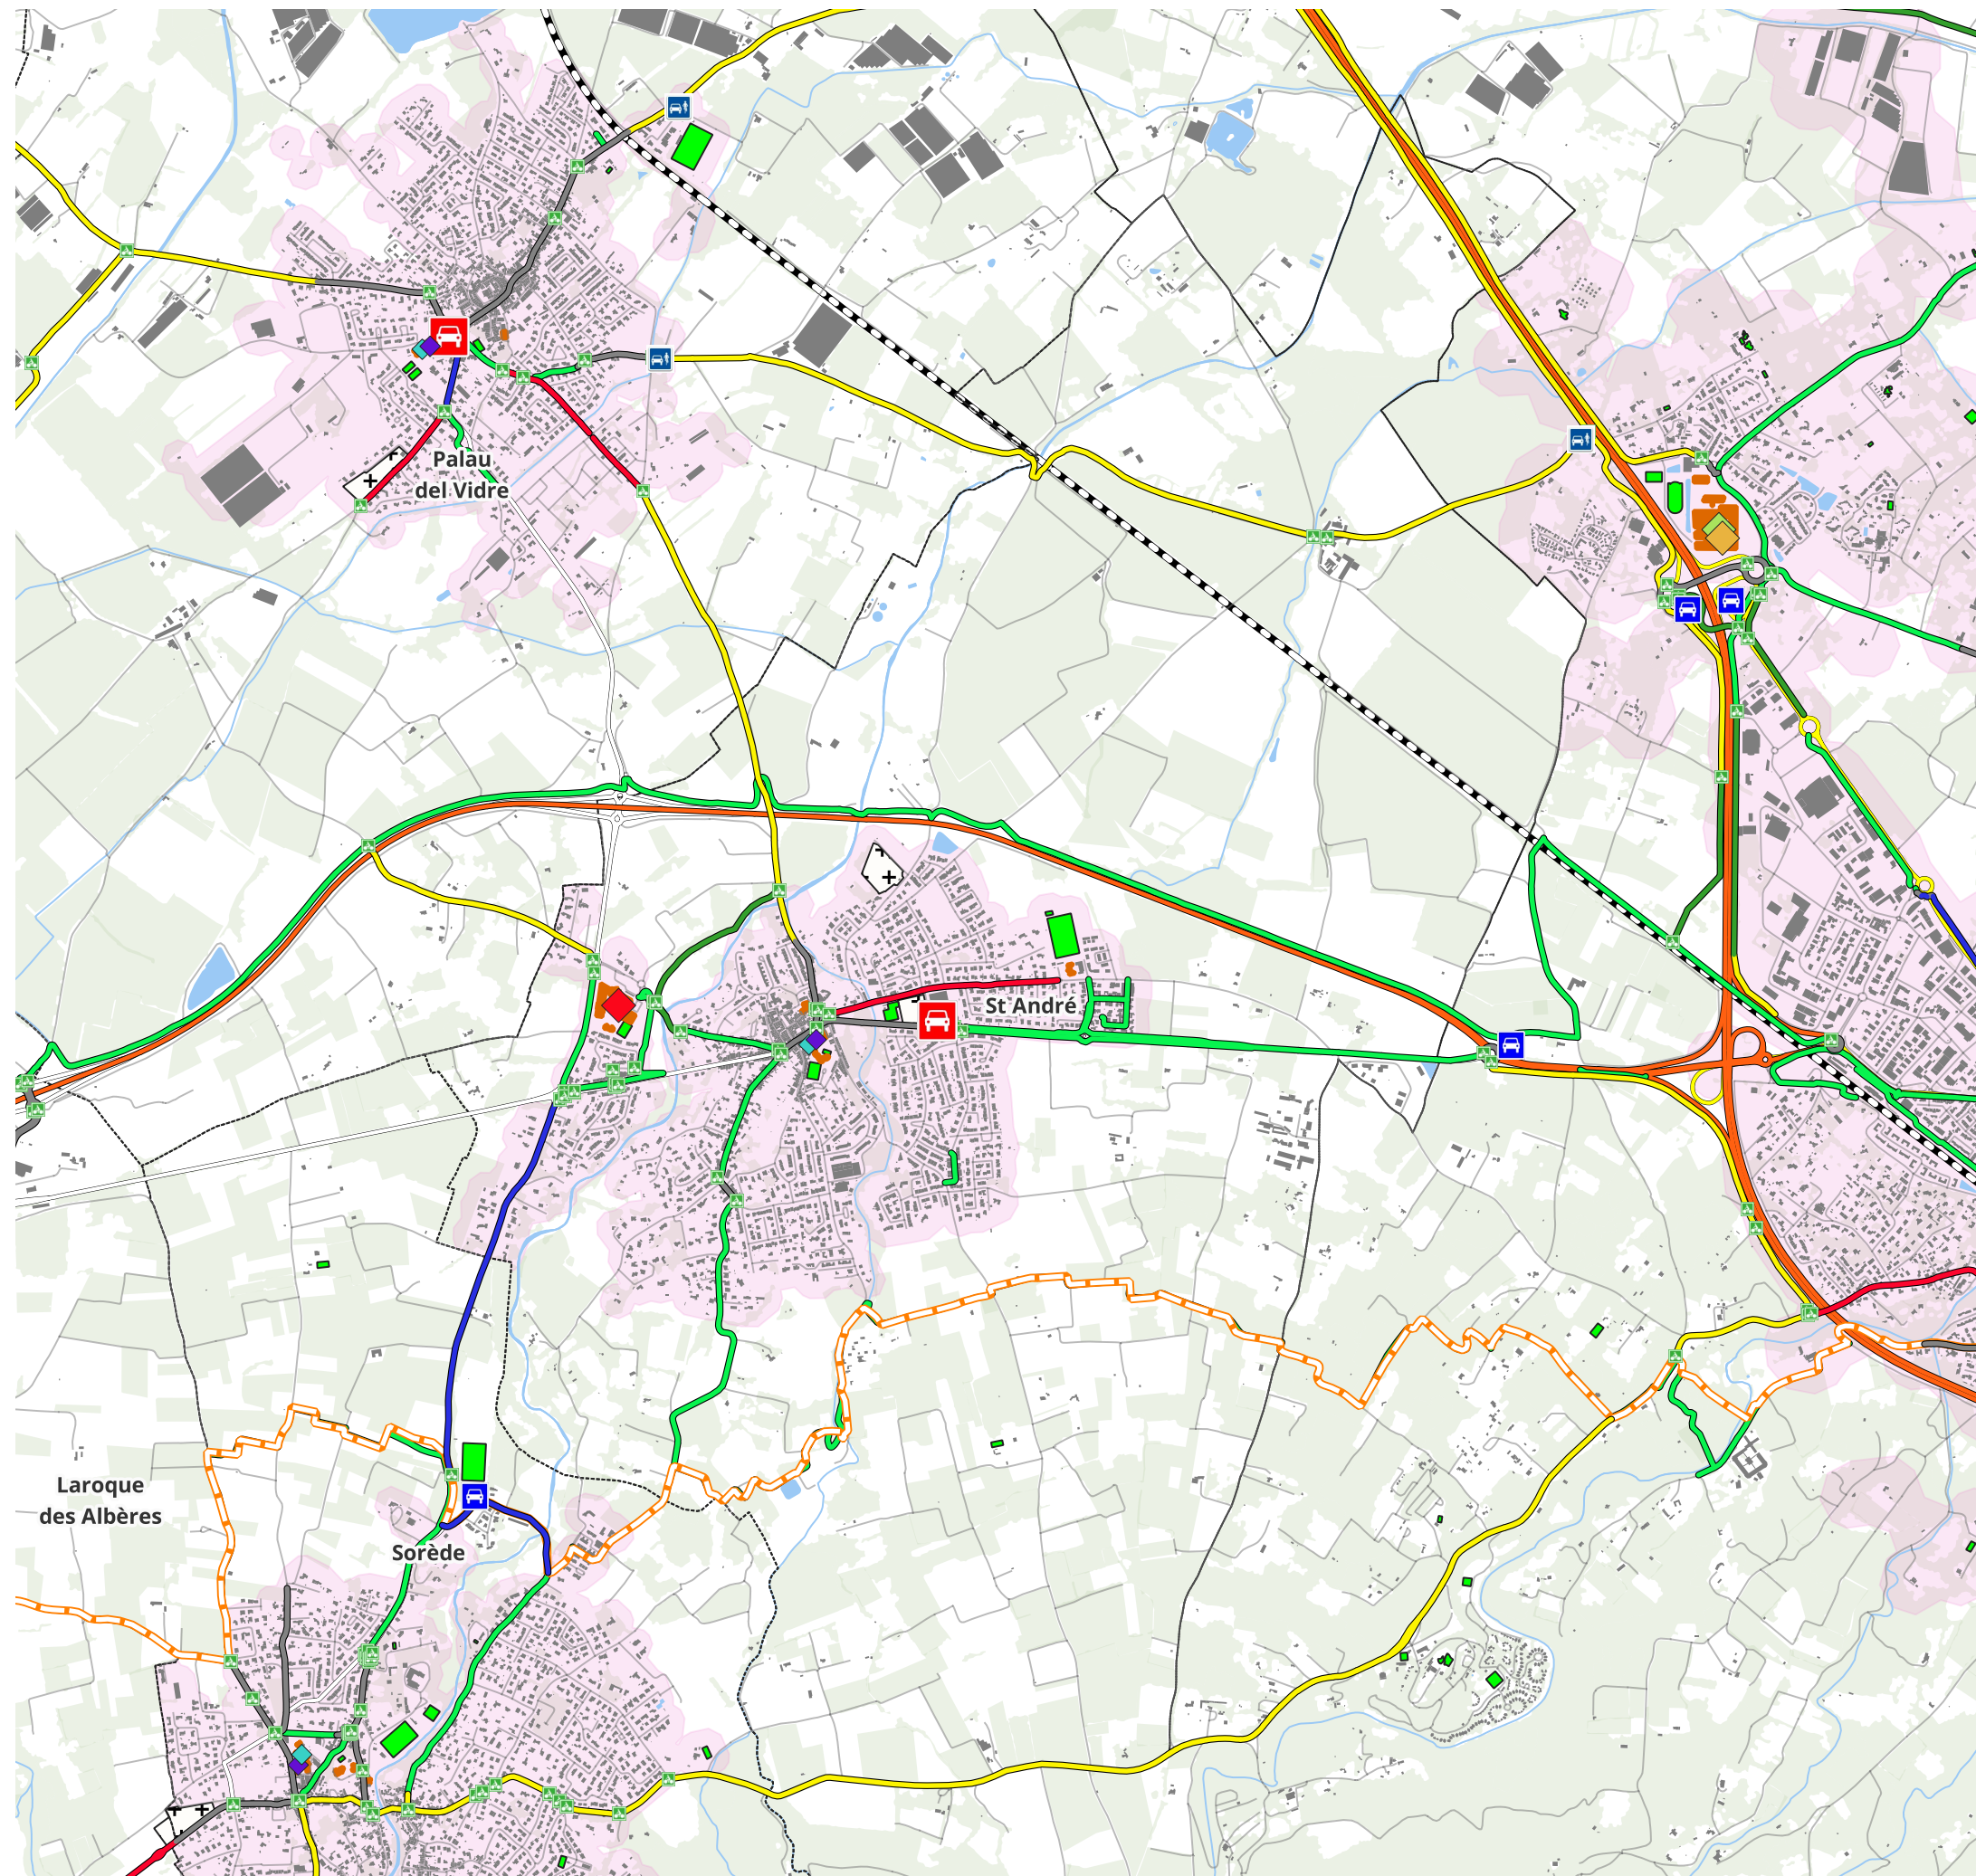 Palau
del Vidre
St André
Laroque
des Albères
Sorède